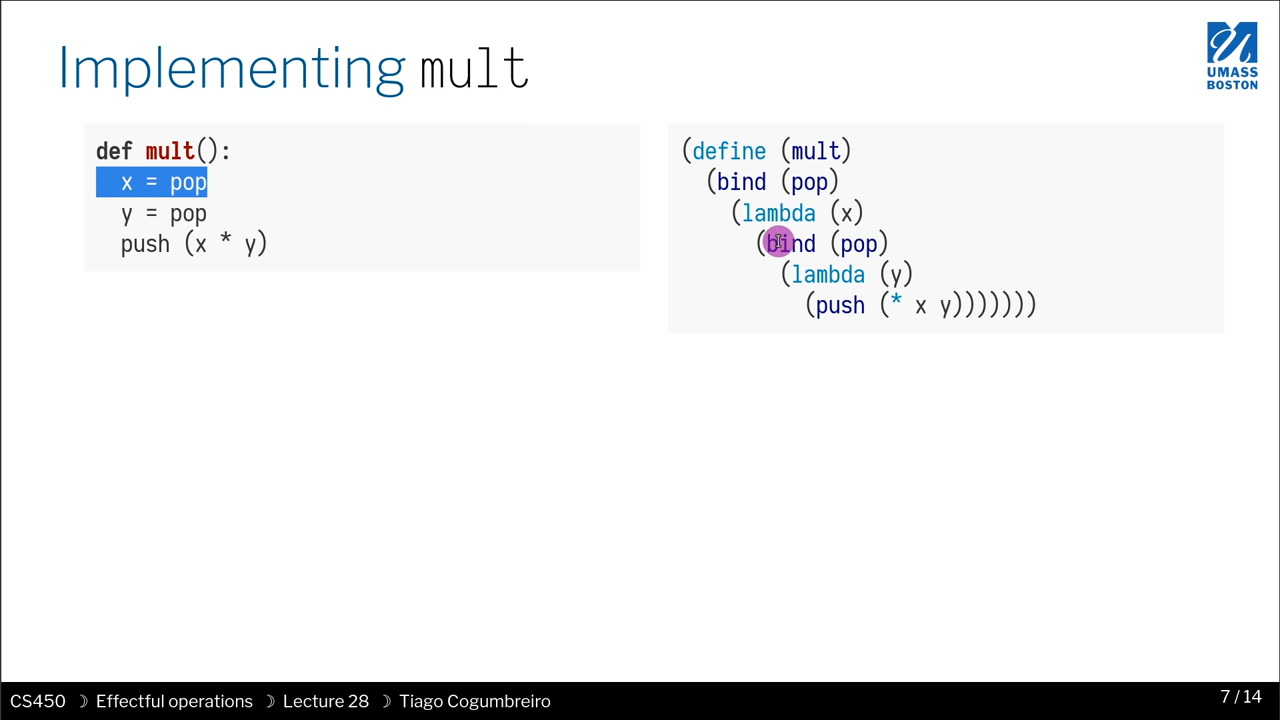 Implementing mult
UMASS
BOSTON
def mult():
  x = pop
  y = pop
  push (x * y)
(define (mult)
  (bind (pop)
    (lambda (x)
      (bind (pop)
        (lambda (y)
          (push (* x y)))))))
CS450 ☽ Effectful operations ☽ Lecture 28 ☽ Tiago Cogumbreiro
7 / 14